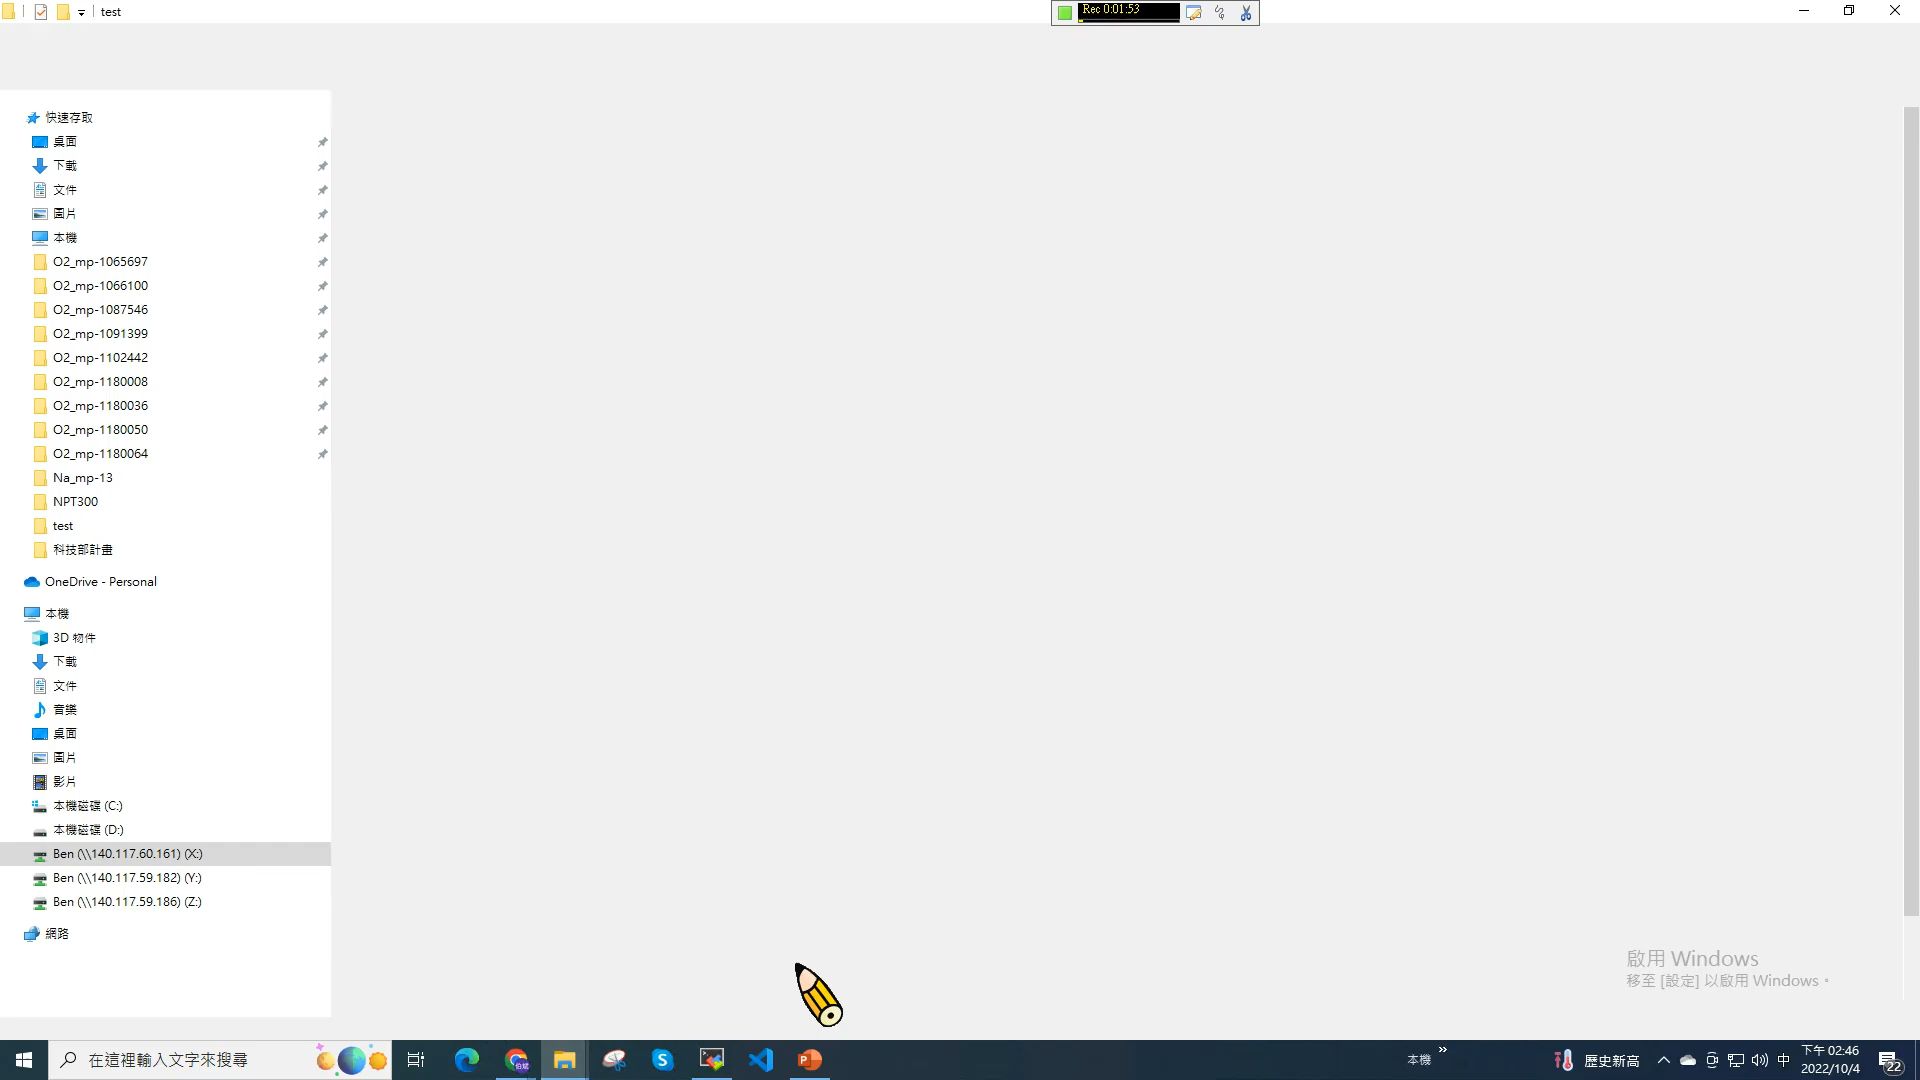 test
Rec 0:01:53
快速存取
桌面
下載
文件
圖片
本機
O2_mp-1065697
O2_mp-1066100
O2_mp-1087546
O2_mp-1091399
O2_mp-1102442
O2_mp-1180008
O2_mp-1180036
O2_mp-1180050
O2_mp-1180064
Na_mp-13
NPT300
test
科技部計畫
OneDrive - Personal
本機
3D 物件
下載
文件
音樂
桌面
圖片
影片
本機磁碟 (C:)
本機磁碟 (D:)
Ben (\\140.117.60.161) (X:)
Ben (\\140.117.59.182) (Y:)
Ben (\\140.117.59.186) (Z:)
網路
啟用 Windows
移至 [設定] 以啟用 Windows。
在這裡輸入文字來搜尋
本機
歷史新高
中
下午 02:46
2022/10/4
22